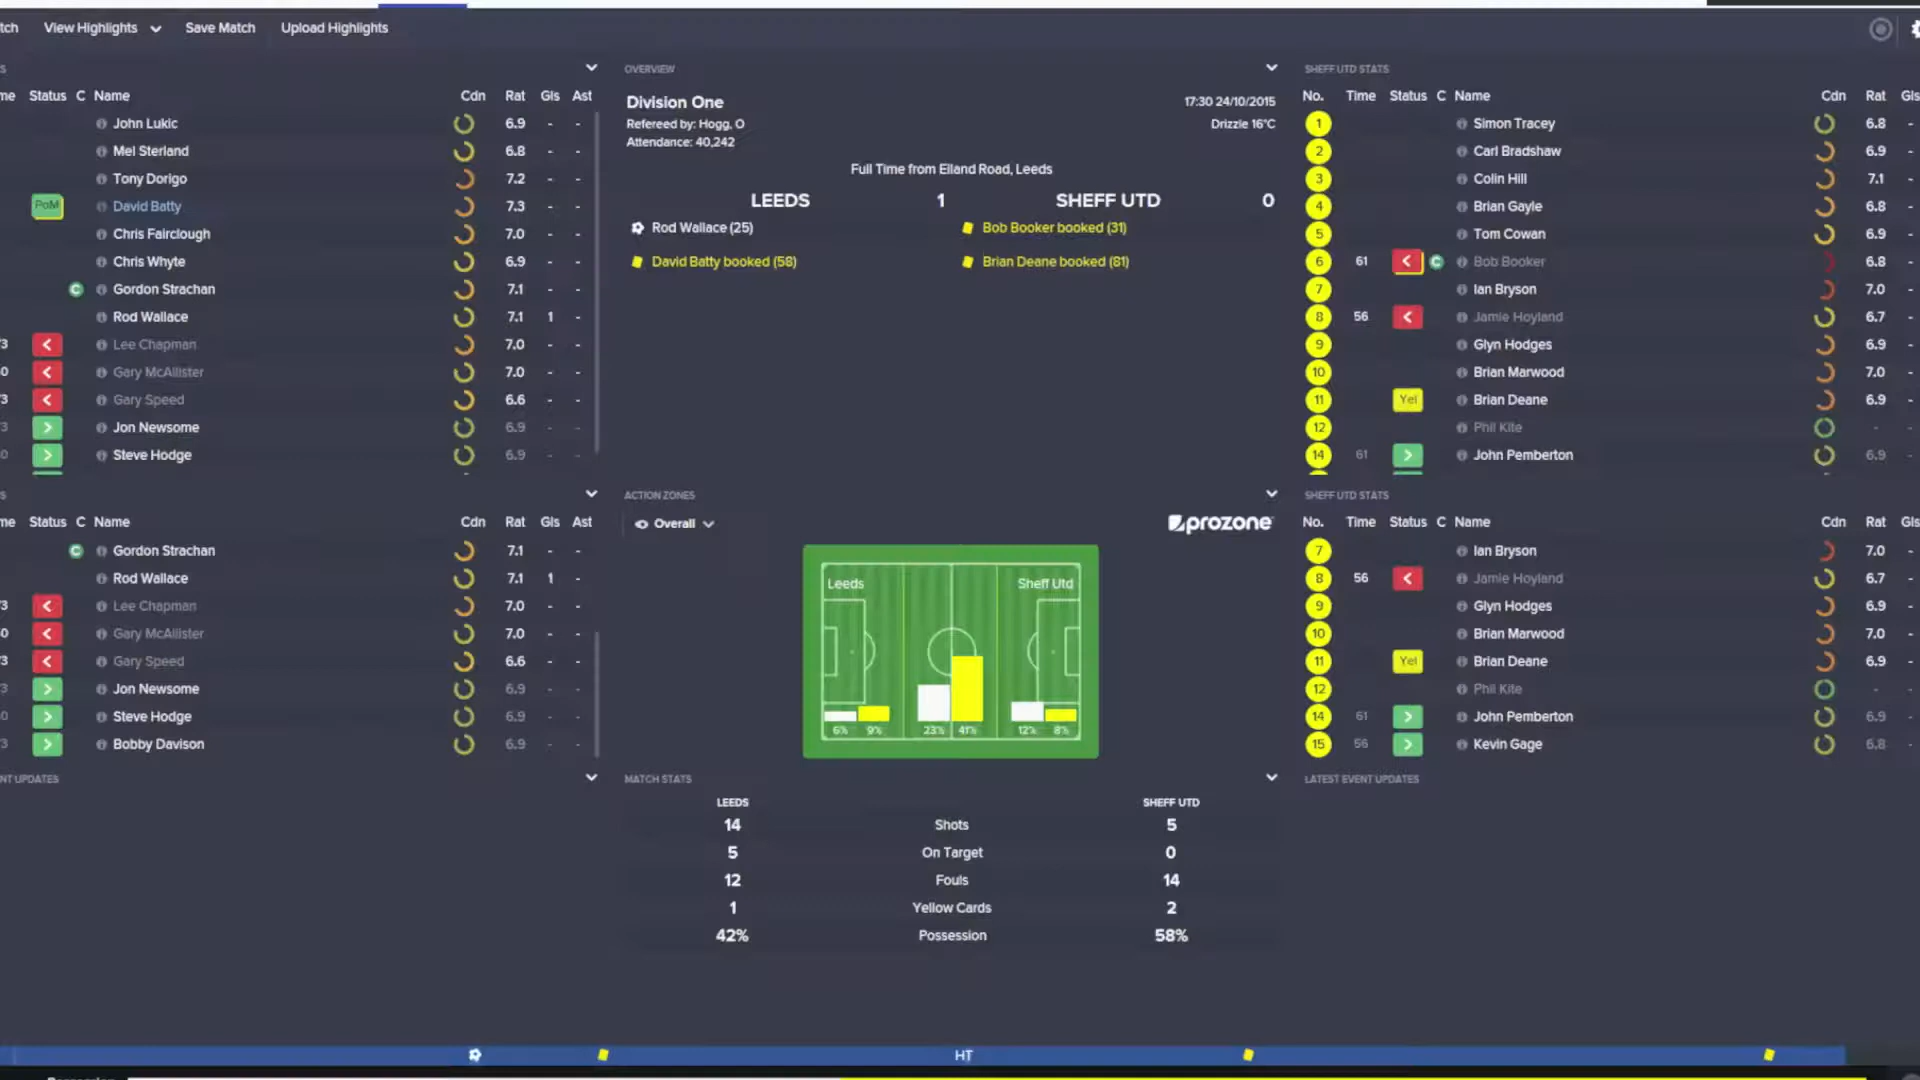 tch View Highlights Save Match Upload Highlights
S
me Status C Name Cdn Rat Gls Ast
John Lukic 6.9 - -
Mel Sterland 6.8 - -
Tony Dorigo 7.2 - -
PoM David Batty 7.3 - -
Chris Fairclough 7.0 - -
Chris Whyte 6.9 - -
C Gordon Strachan 7.1 - -
Rod Wallace 7.1 1 -
3 < Lee Chapman 7.0 - -
0 < Gary McAllister 7.0 - -
3 < Gary Speed 6.6 - -
3 > Jon Newsome 6.9 - -
0 > Steve Hodge 6.9 - -
OVERVIEW
Division One 17:30 24/10/2015
Refereed by: Hogg, O Drizzle 16°C
Attendance: 40,242
Full Time from Elland Road, Leeds
LEEDS 1 SHEFF UTD 0
Rod Wallace (25) Bob Booker booked (31)
David Batty booked (58) Brian Deane booked (81)
SHEFF UTD STATS
No. Time Status C Name Cdn Rat Gls
1 Simon Tracey 6.8 -
2 Carl Bradshaw 6.9 -
3 Colin Hill 7.1 -
4 Brian Gayle 6.8 -
5 Tom Cowan 6.9 -
6 61 < C Bob Booker 6.8 -
7 Ian Bryson 7.0 -
8 56 < Jamie Hoyland 6.7 -
9 Glyn Hodges 6.9 -
10 Brian Marwood 7.0 -
11 Yel Brian Deane 6.9 -
12 Phil Kite - -
14 61 > John Pemberton 6.9 -
S
me Status C Name Cdn Rat Gls Ast
C Gordon Strachan 7.1 - -
Rod Wallace 7.1 1 -
3 < Lee Chapman 7.0 - -
0 < Gary McAllister 7.0 - -
3 < Gary Speed 6.6 - -
3 > Jon Newsome 6.9 - -
0 > Steve Hodge 6.9 - -
3 > Bobby Davison 6.9 - -
ACTION ZONES
Overall prozone
Leeds Sheff Utd
6% 9% 23% 41% 12% 8%
SHEFF UTD STATS
No. Time Status C Name Cdn Rat Gls
7 Ian Bryson 7.0 -
8 56 < Jamie Hoyland 6.7 -
9 Glyn Hodges 6.9 -
10 Brian Marwood 7.0 -
11 Yel Brian Deane 6.9 -
12 Phil Kite - -
14 61 > John Pemberton 6.9 -
15 56 > Kevin Gage 6.8 -
NT UPDATES
MATCH STATS
LEEDS SHEFF UTD
14 Shots 5
5 On Target 0
12 Fouls 14
1 Yellow Cards 2
42% Possession 58%
LATEST EVENT UPDATES
HT